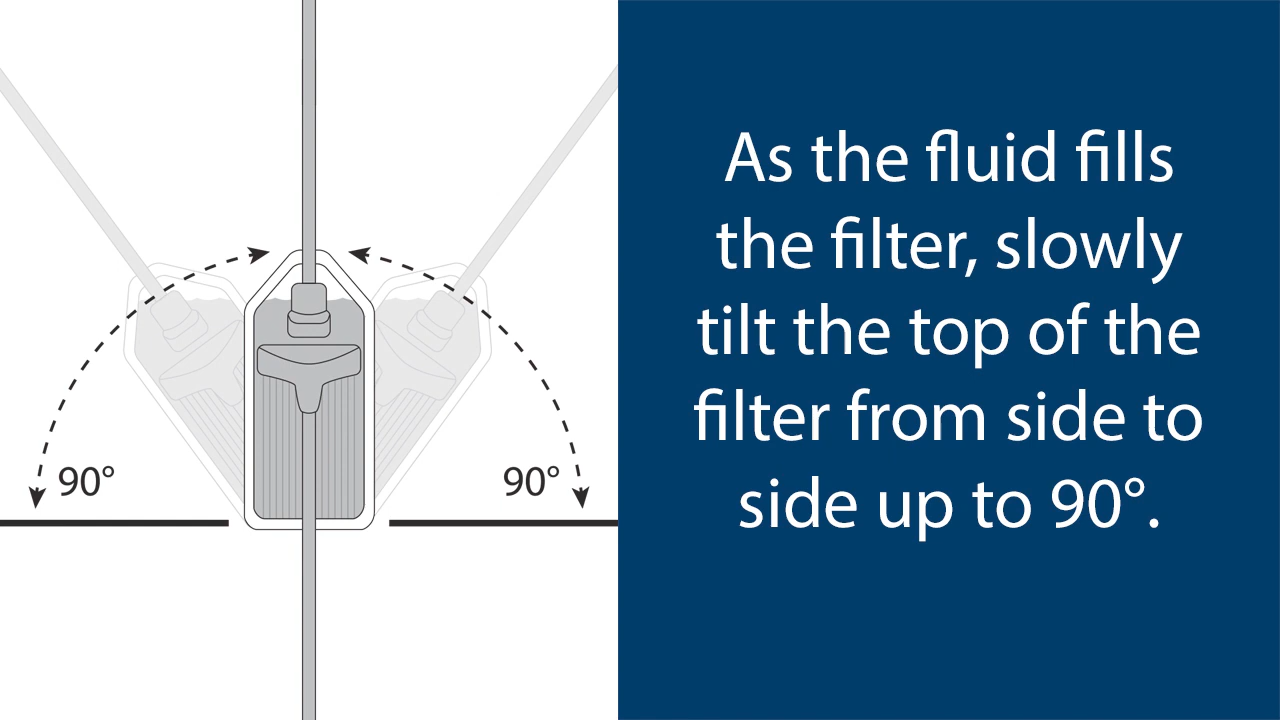 90°
90°
As the fluid fills
the filter, slowly
tilt the top of the
filter from side to
side up to 90°.